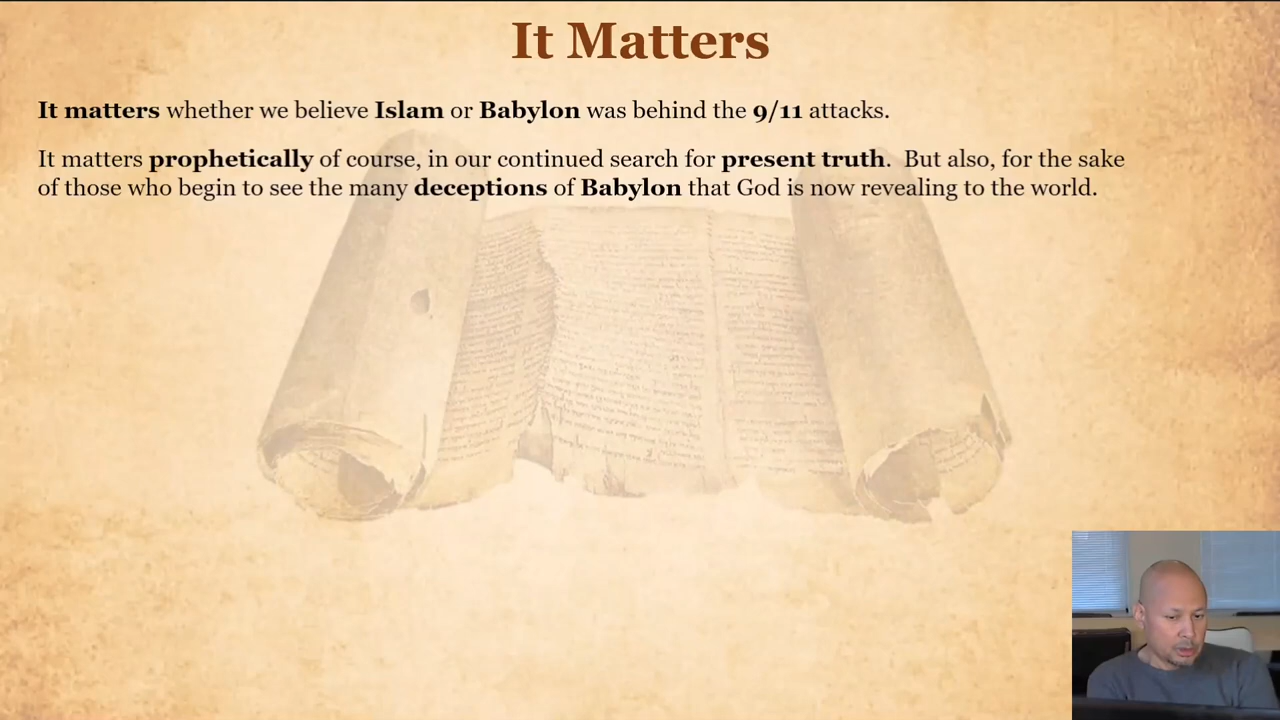 It Matters
It matters whether we believe Islam or Babylon was behind the 9/11 attacks.
It matters prophetically of course, in our continued search for present truth.  But also, for the sake
of those who begin to see the many deceptions of Babylon that God is now revealing to the world.